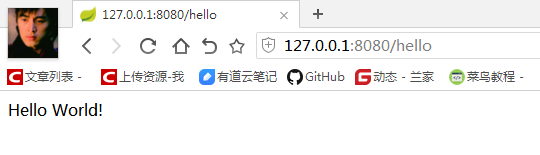 127.0.0.1:8080/hello
127.0.0.1:8080/hello
文章列表 - 上传资源-我 有道云笔记 GitHub 动态 - 兰家 菜鸟教程 -
Hello World!